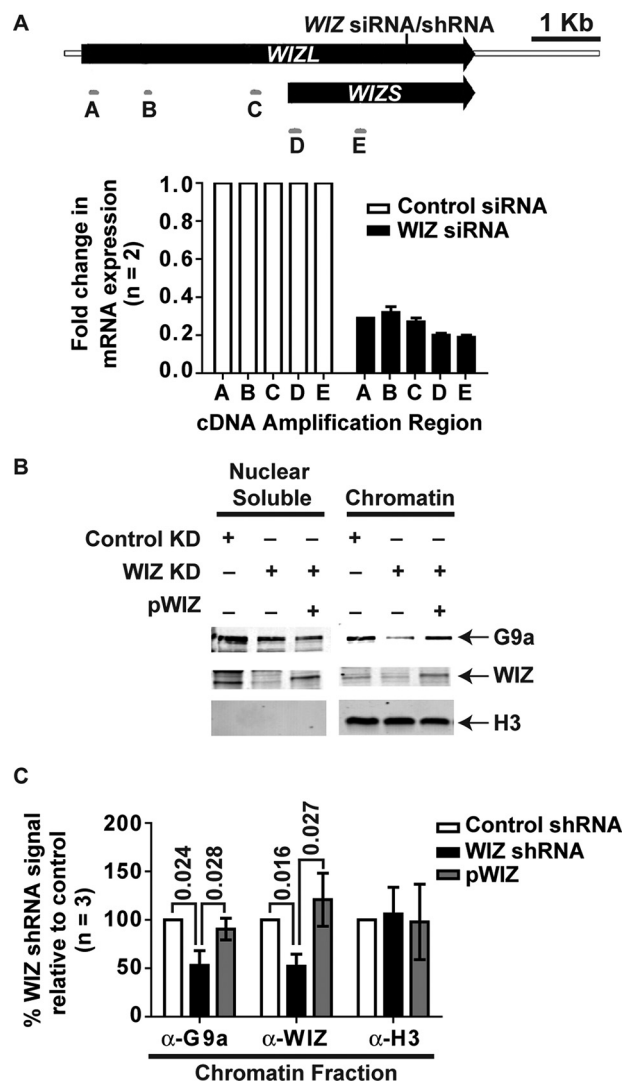 A
WIZ siRNA/shRNA
1 Kb
WIZL
WIZS
A B C
D E
Fold change in
mRNA expression
(n = 2)
1.0
0.8
0.6
0.4
0.2
0.0
Control siRNA
WIZ siRNA
A B C D E A B C D E
cDNA Amplification Region
B
Nuclear
Soluble
Chromatin
Control KD + – – + – –
WIZ KD – + + – + +
pWIZ – – + – – +
G9a
WIZ
H3
C
% WIZ shRNA signal
relative to control
(n = 3)
200
150
100
50
0
0.024
0.028
0.016
0.027
Control shRNA
WIZ shRNA
pWIZ
α-G9a α-WIZ α-H3
Chromatin Fraction